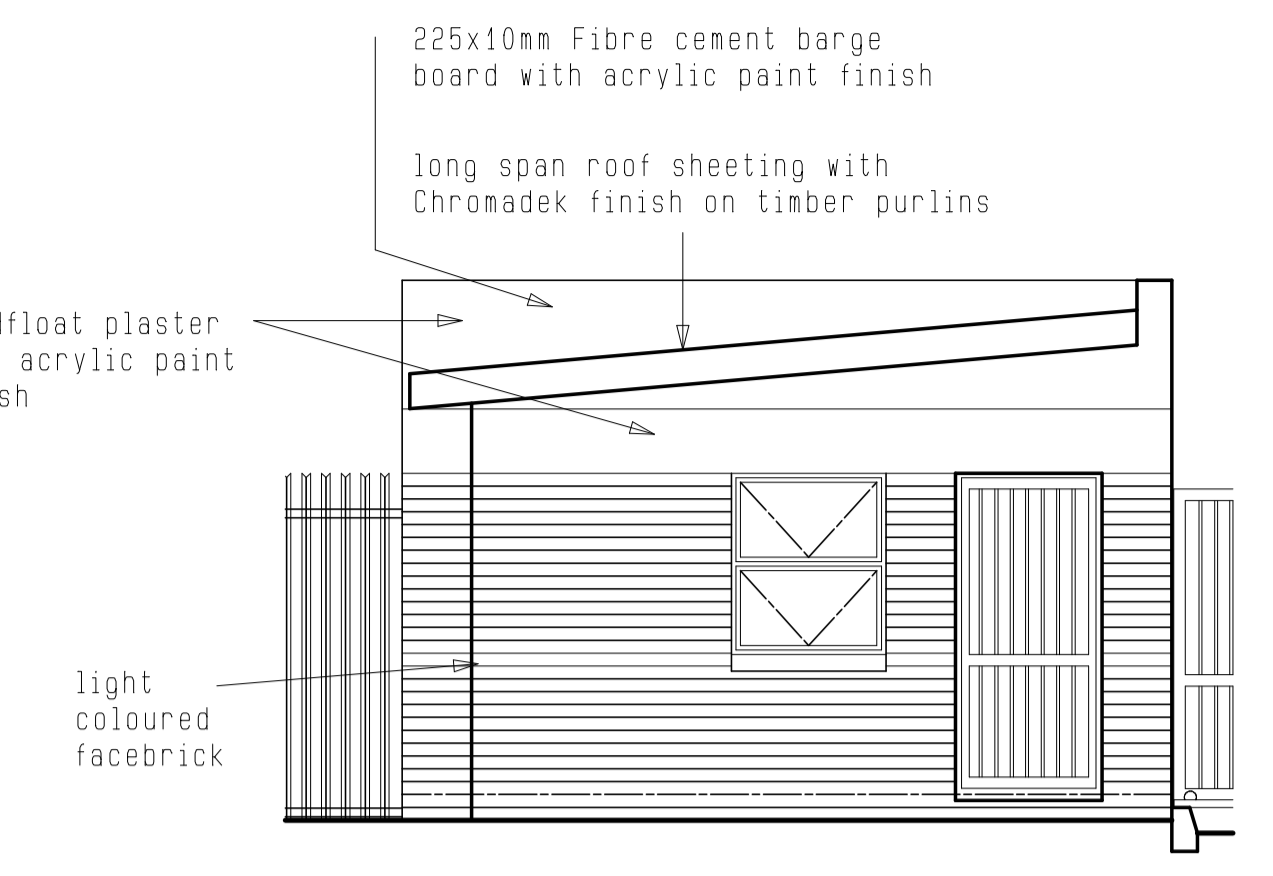 225x10mm Fibre cement barge
board with acrylic paint finish
long span roof sheeting with
Chromadek finish on timber purlins
plaster
acrylic paint
light
coloured
facebrick